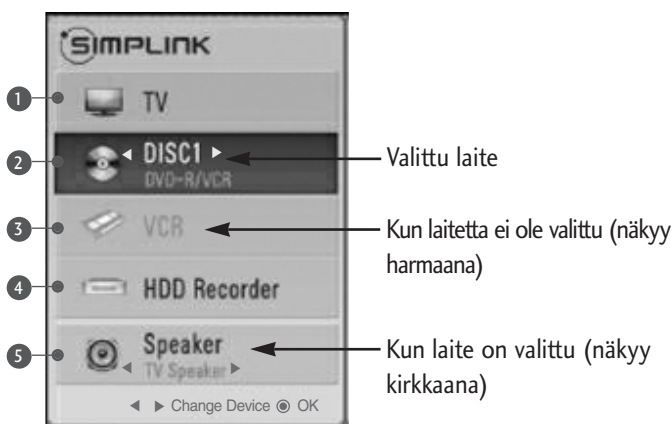 SIMPLINK
1 TV
2 DISC1
DVD-R/VCR
Valittu laite
3 VCR
Kun laitetta ei ole valittu (näkyy
harmaana)
4 HDD Recorder
5 Speaker
TV Speaker
Kun laite on valittu (näkyy
kirkkaana)
◀ ▶ Change Device ◉ OK